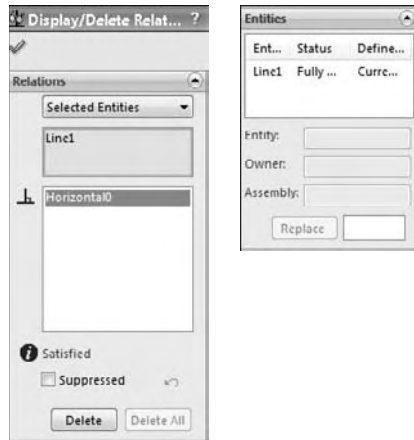 Display/Delete Relat... ?
Relations
Selected Entities
Line1
Horizontal0
Satisfied
Suppressed
Delete Delete All
Entities
Ent... Status Define...
Line1 Fully ... Curre...
Entity:
Owner:
Assembly:
Replace